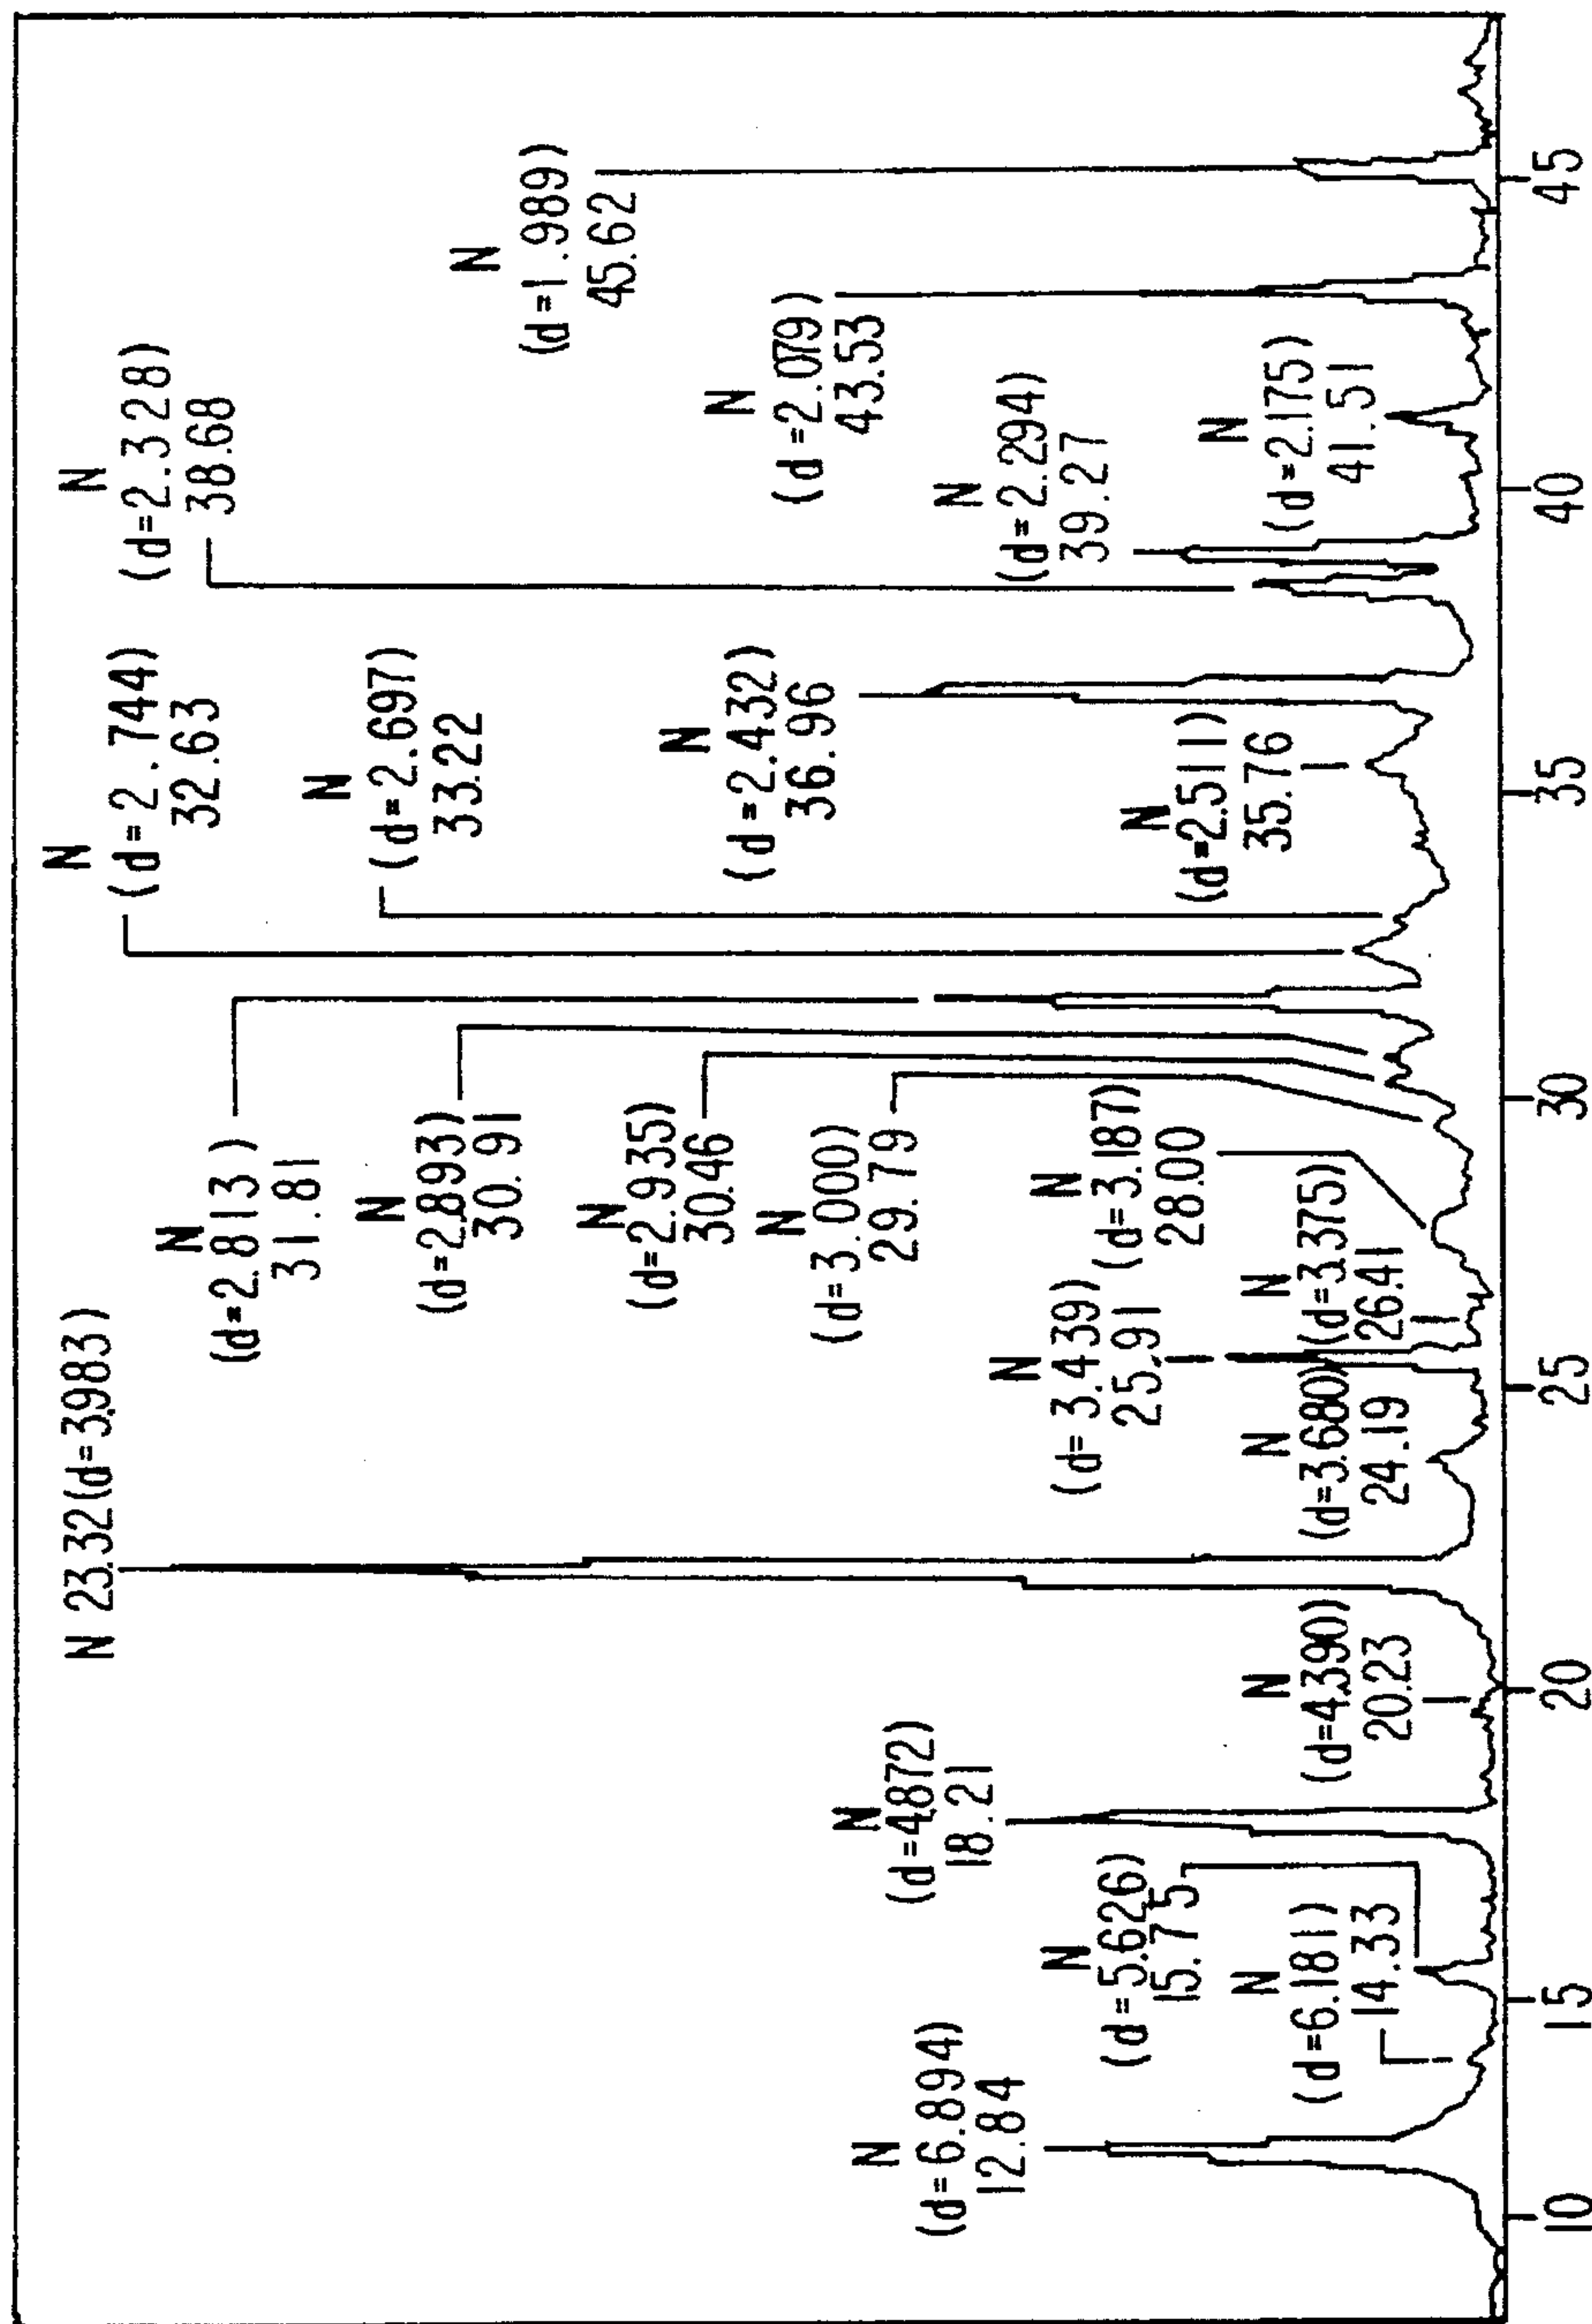 N
(d=6.894)
12.84
N
(d=6.181)
14.33
N
(d=5.626)
15.75
N
(d=4.872)
18.21
N
(d=4.390)
20.23
N 23.32(d=3.983)
N
(d=3.680)
24.19
N
(d=3.439)
25.91
N
(d=3.375)
26.41
N
(d=3.187)
28.00
N
(d=3.000)
29.79
N
(d=2.935)
30.46
N
(d=2.893)
30.91
N
(d=2.813)
31.81
N
(d=2.744)
32.63
N
(d=2.697)
33.22
N
(d=2.511)
35.76
N
(d=2.432)
36.96
N
(d=2.328)
38.68
N
(d=2.294)
39.27
N
(d=2.175)
41.51
N
(d=2.079)
43.53
N
(d=1.989)
45.62
10 15 20 25 30 35 40 45